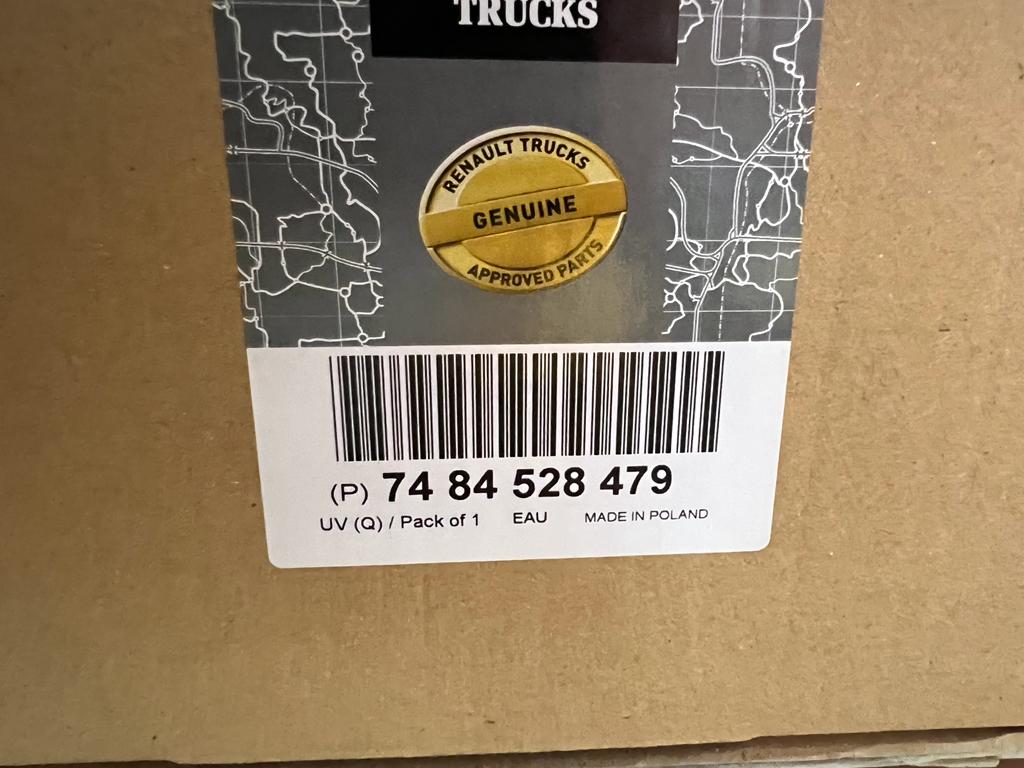 TRUCKS
RENAULT TRUCKS
GENUINE
APPROVED PARTS
(P) 74 84 528 479
UV (Q) / Pack of 1 EAU MADE IN POLAND